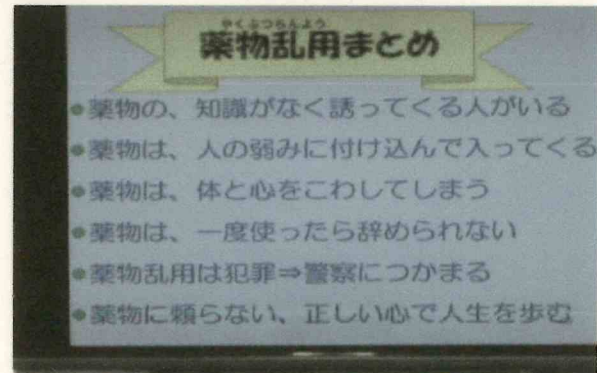 やくぶつらんよう
薬物乱用まとめ
●薬物の、知識がなく誘ってくる人がいる
●薬物は、人の弱みに付け込んで入ってくる
●薬物は、体と心をこわしてしまう
●薬物は、一度使ったら辞められない
●薬物乱用は犯罪⇒警察につかまる
●薬物に頼らない、正しい心で人生を歩む